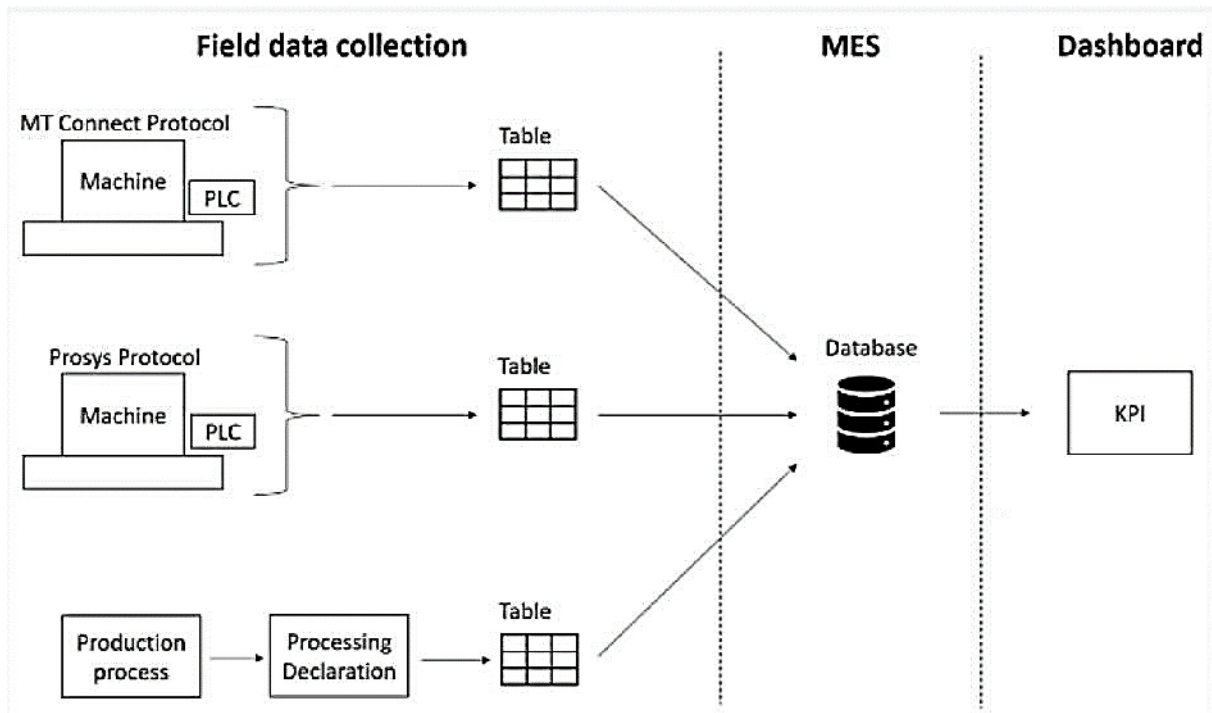 Field data collection
MES
Dashboard
MT Connect Protocol
Machine
PLC
Table
Prosys Protocol
Machine
PLC
Table
Database
KPI
Production
process
Processing
Declaration
Table